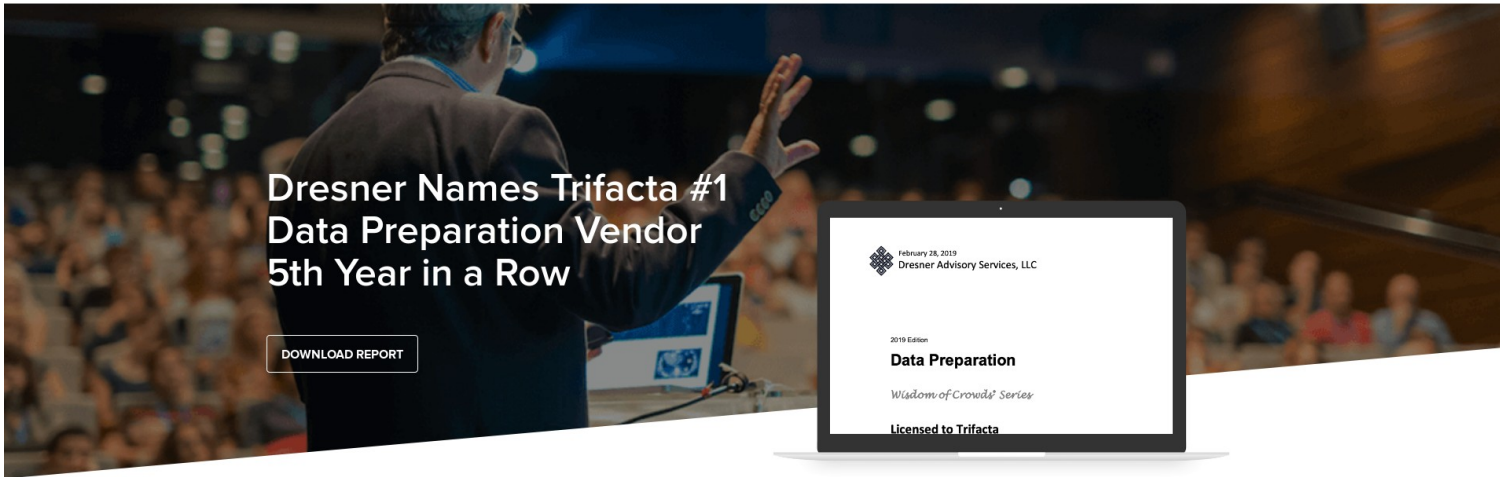 Dresner Names Trifacta #1
Data Preparation Vendor
5th Year in a Row
DOWNLOAD REPORT
February 28, 2019
Dresner Advisory Services, LLC
2019 Edition
Data Preparation
Wisdom of Crowds® Series
Licensed to Trifacta